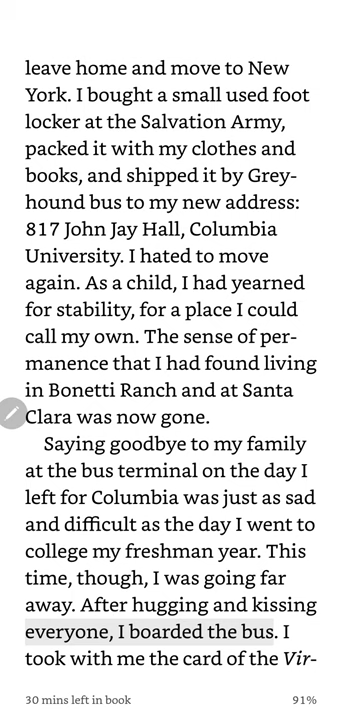 leave home and move to New
York. I bought a small used foot
locker at the Salvation Army,
packed it with my clothes and
books, and shipped it by Grey-
hound bus to my new address:
817 John Jay Hall, Columbia
University. I hated to move
again. As a child, I had yearned
for stability, for a place I could
call my own. The sense of per-
manence that I had found living
in Bonetti Ranch and at Santa
Clara was now gone.
Saying goodbye to my family
at the bus terminal on the day I
left for Columbia was just as sad
and difficult as the day I went to
college my freshman year. This
time, though, I was going far
away. After hugging and kissing
everyone, I boarded the bus. I
took with me the card of the Vir-
30 mins left in book 91%